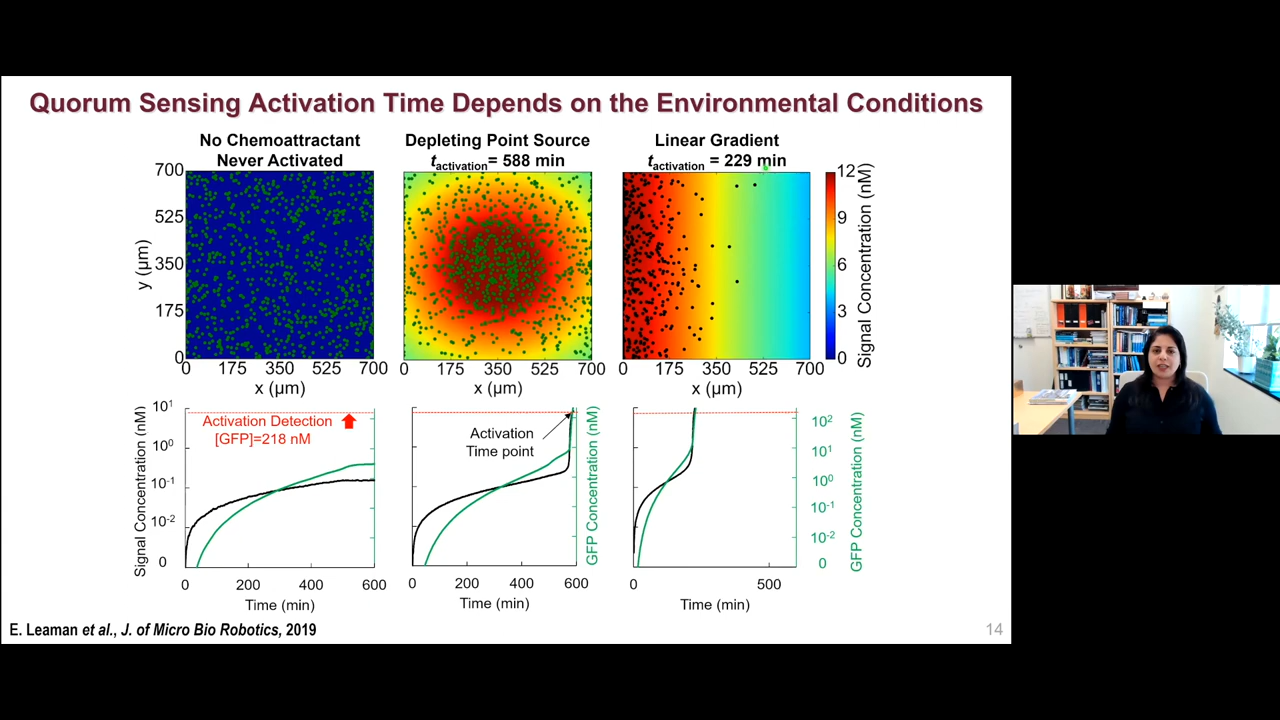 Quorum Sensing Activation Time Depends on the Environmental Conditions
No Chemoattractant
Never Activated
Depleting Point Source
tactivation= 588 min
Linear Gradient
tactivation = 229 min
700
525
350
175
0
y (µm)
0 175 350 525 700
x (µm)
0 175 350 525 700
x (µm)
0 175 350 525 700
x (µm)
12
9
6
3
0
Signal Concentration (nM)
10¹
10⁰
10⁻¹
10⁻²
0
Signal Concentration (nM)
Activation Detection
[GFP]=218 nM
0 200 400 600
Time (min)
Activation
Time point
0 200 400 600
Time (min)
GFP Concentration (nM)
0 500
Time (min)
10²
10¹
10⁰
10⁻¹
10⁻²
0
GFP Concentration (nM)
E. Leaman et al., J. of Micro Bio Robotics, 2019
14